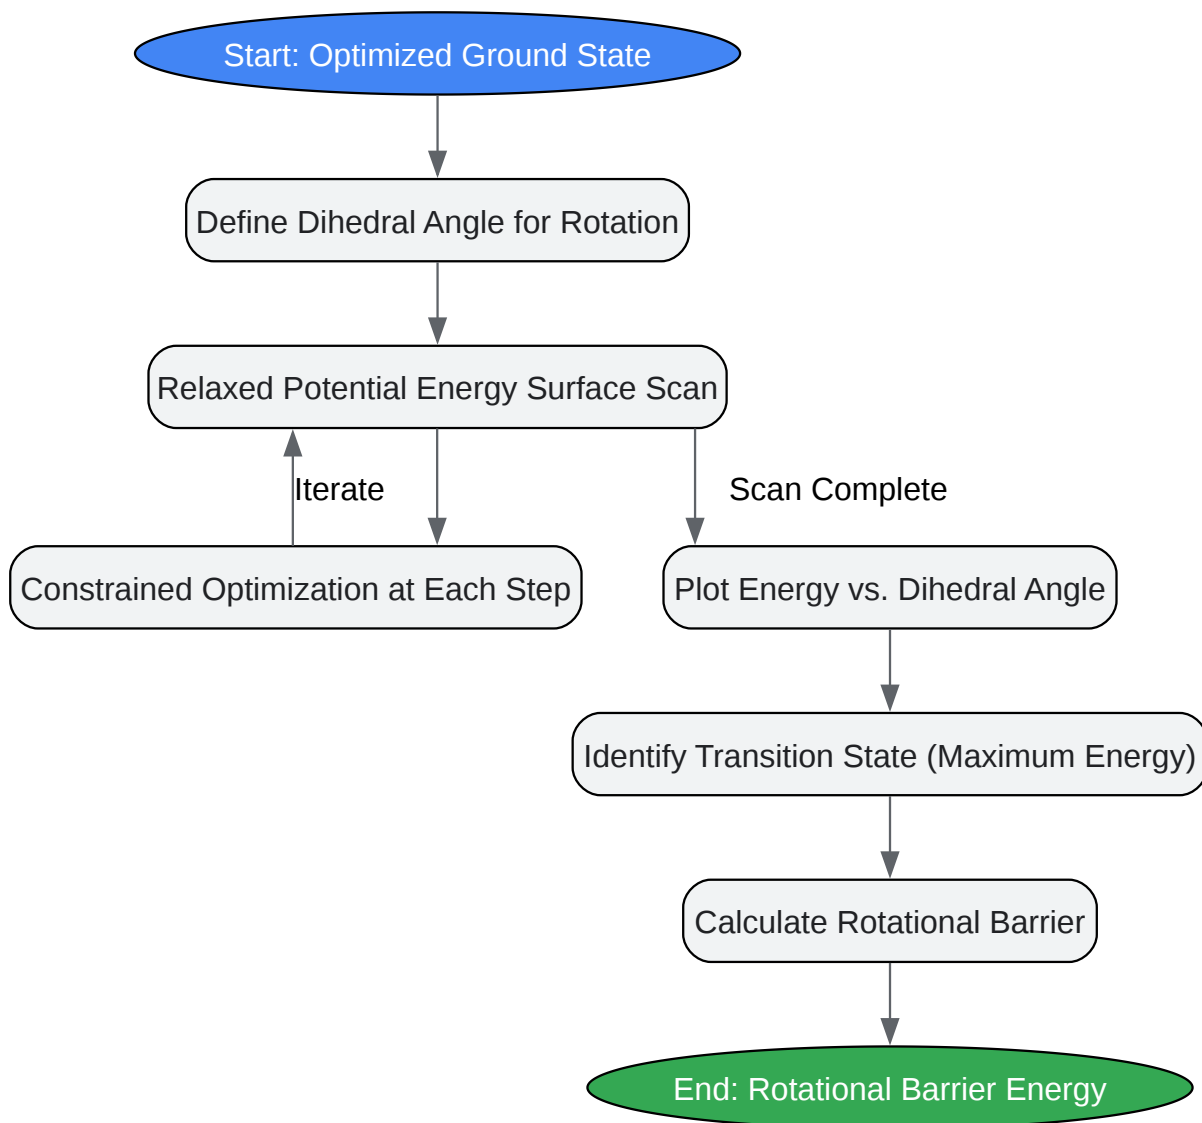 Start: Optimized Ground State
Define Dihedral Angle for Rotation
Relaxed Potential Energy Surface Scan
Iterate
Scan Complete
Constrained Optimization at Each Step
Plot Energy vs. Dihedral Angle
Identify Transition State (Maximum Energy)
Calculate Rotational Barrier
End: Rotational Barrier Energy